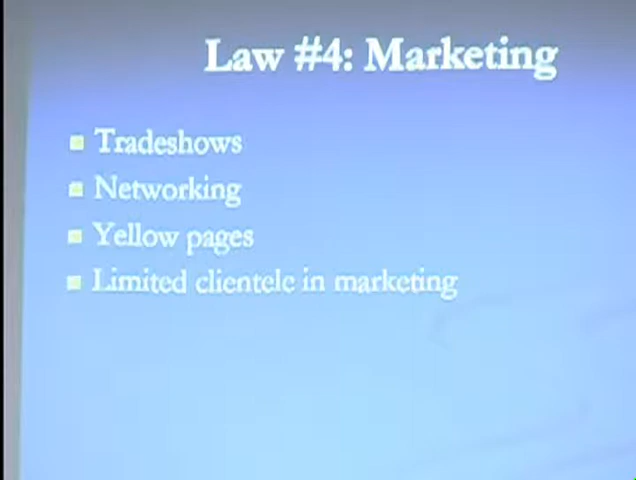 Law #4: Marketing
Tradeshows
Networking
Yellow pages
Limited clientele in marketing